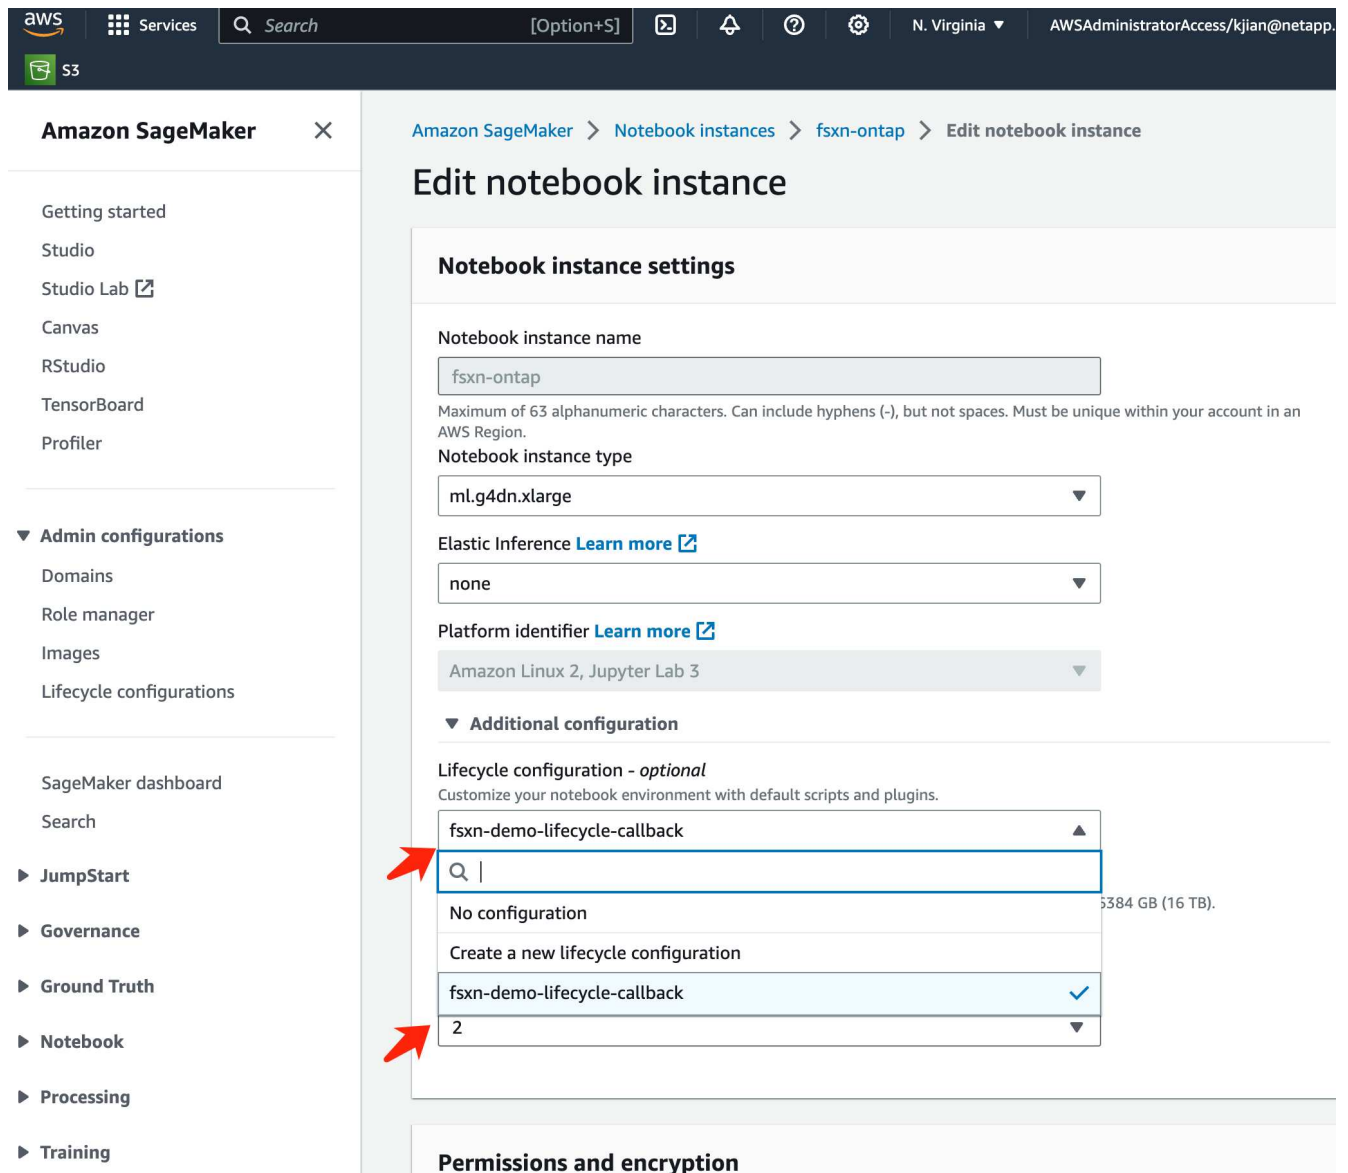 aws
Services
Search
[Option+S]
N. Virginia
AWSAdministratorAccess/kjian@netapp.
S3
Amazon SageMaker
Getting started
Studio
Studio Lab
Canvas
RStudio
TensorBoard
Profiler
Admin configurations
Domains
Role manager
Images
Lifecycle configurations
SageMaker dashboard
Search
JumpStart
Governance
Ground Truth
Notebook
Processing
Training
Amazon SageMaker > Notebook instances > fsxn-ontap > Edit notebook instance
Edit notebook instance
Notebook instance settings
Notebook instance name
fsxn-ontap
Maximum of 63 alphanumeric characters. Can include hyphens (-), but not spaces. Must be unique within your account in an
AWS Region.
Notebook instance type
ml.g4dn.xlarge
Elastic Inference Learn more
none
Platform identifier Learn more
Amazon Linux 2, Jupyter Lab 3
Additional configuration
Lifecycle configuration - optional
Customize your notebook environment with default scripts and plugins.
fsxn-demo-lifecycle-callback
No configuration
384 GB (16 TB).
Create a new lifecycle configuration
fsxn-demo-lifecycle-callback
2
Permissions and encryption